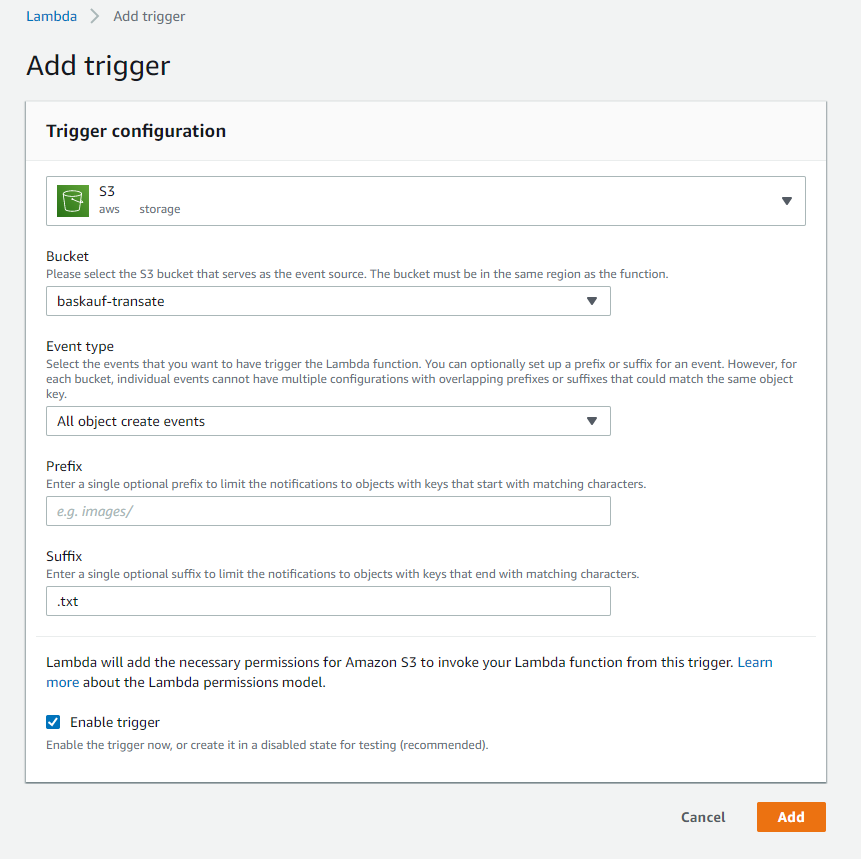 Lambda > Add trigger
Add trigger
Trigger configuration
S3
aws storage
Bucket
Please select the S3 bucket that serves as the event source. The bucket must be in the same region as the function.
baskauf-transate
Event type
Select the events that you want to have trigger the Lambda function. You can optionally set up a prefix or suffix for an event. However, for
each bucket, individual events cannot have multiple configurations with overlapping prefixes or suffixes that could match the same object
key.
All object create events
Prefix
Enter a single optional prefix to limit the notifications to objects with keys that start with matching characters.
e.g. images/
Suffix
Enter a single optional suffix to limit the notifications to objects with keys that end with matching characters.
.txt
Lambda will add the necessary permissions for Amazon S3 to invoke your Lambda function from this trigger. Learn
more about the Lambda permissions model.
Enable trigger
Enable the trigger now, or create it in a disabled state for testing (recommended).
Cancel Add